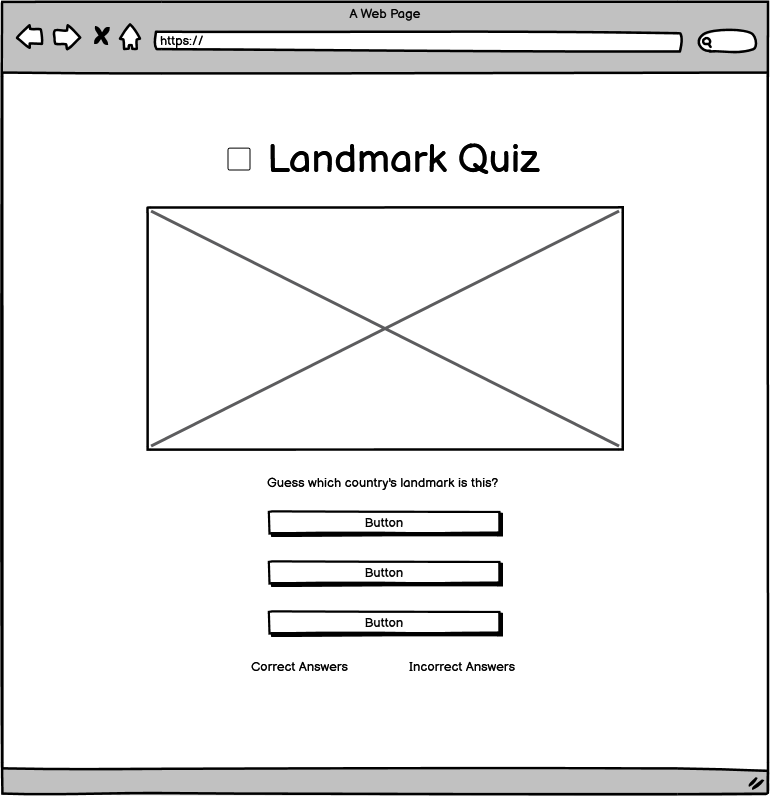 A Web Page
https://
Landmark Quiz
Guess which country's landmark is this?
Button
Button
Button
Correct Answers
Incorrect Answers